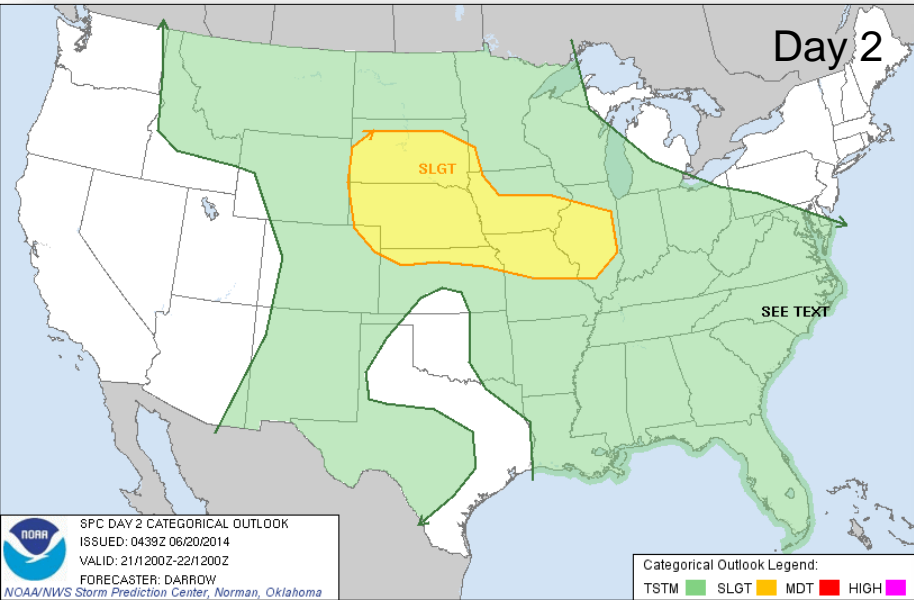 Day 2
SLGT
SEE TEXT
SPC DAY 2 CATEGORICAL OUTLOOK
ISSUED: 0439Z 06/20/2014
VALID: 21/1200Z-22/1200Z
FORECASTER: DARROW
NOAA/NWS Storm Prediction Center, Norman, Oklahoma
NOAA
Categorical Outlook Legend:
TSTM SLGT MDT HIGH